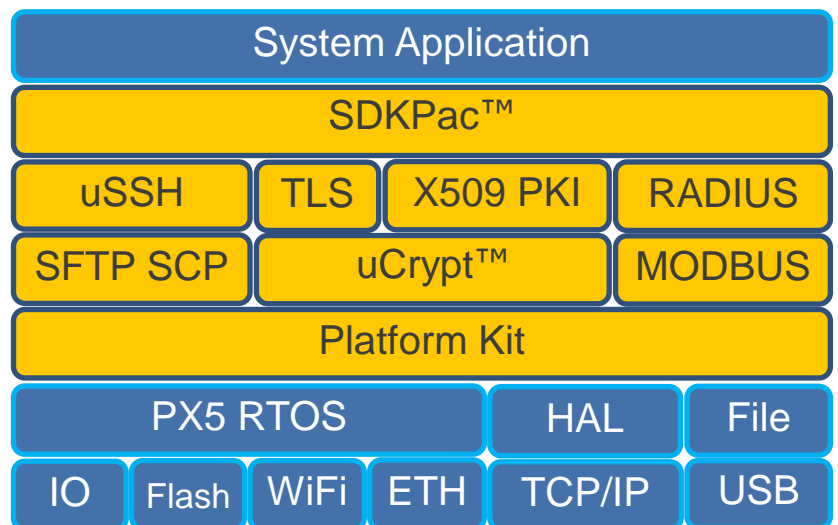 System Application
SDKPac™
uSSH TLS X509 PKI RADIUS
SFTP SCP uCrypt™ MODBUS
Platform Kit
PX5 RTOS HAL File
IO Flash WiFi ETH TCP/IP USB